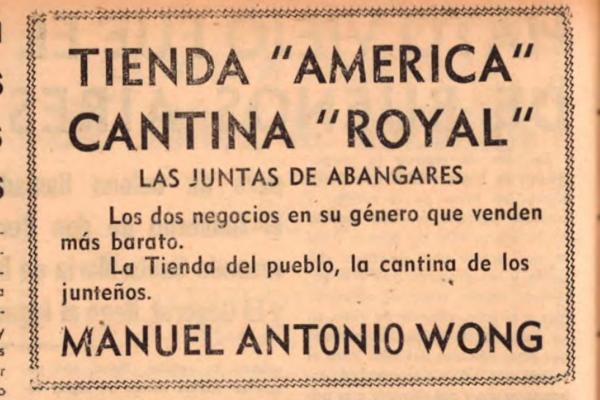 TIENDA "AMERICA"
CANTINA "ROYAL"
LAS JUNTAS DE ABANGARES
Los dos negocios en su género que venden
más barato.
La Tienda del pueblo, la cantina de los
junteños.
MANUEL ANTONIO WONG